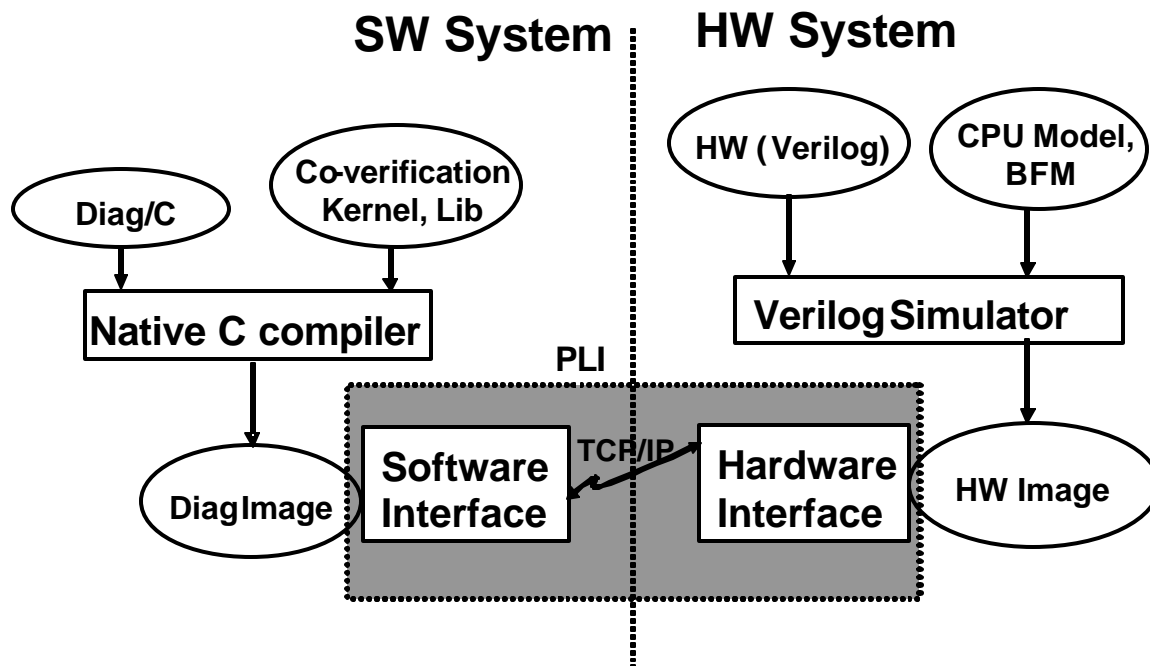 SW System
HW System
HW (Verilog)
CPU Model,
BFM
Co-verification
Kernel, Lib
Diag/C
Native C compiler
Verilog Simulator
PLI
TCP/IP
Software
Interface
Hardware
Interface
Diag Image
HW Image